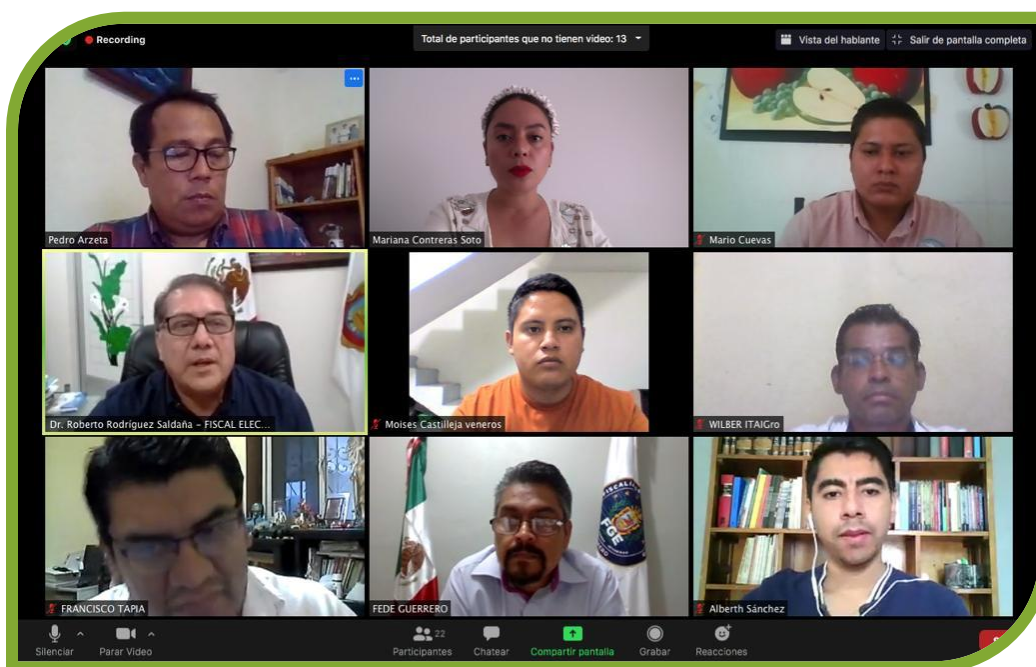 Recording
Total de participantes que no tienen video: 13
Vista del hablante
Salir de pantalla completa
Pedro Arzeta
Mariana Contreras Soto
Mario Cuevas
Dr. Roberto Rodríguez Saldaña – FISCAL ELEC...
Moises Castilleja veneros
WILBER ITAIGro
FRANCISCO TAPIA
FEDE GUERRERO
FGE
Alberth Sánchez
Silenciar
Parar Video
Participantes
22
Chatear
Compartir pantalla
Grabar
Reacciones